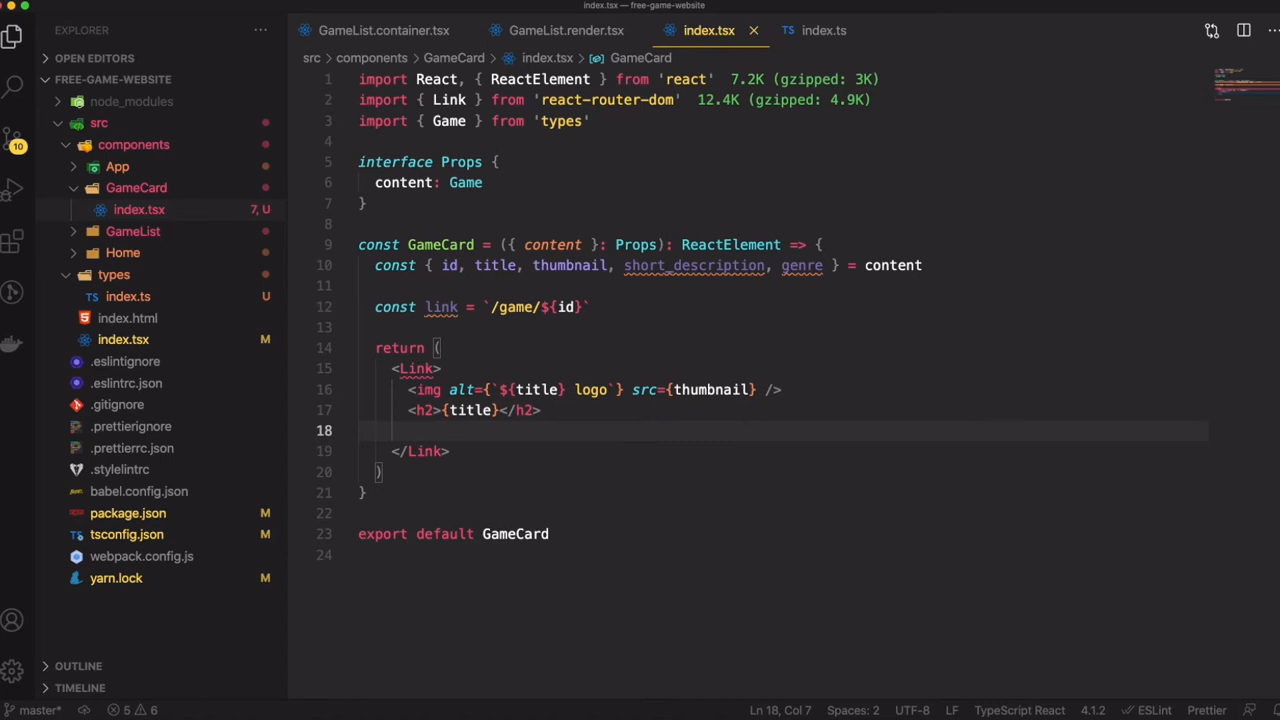 index.tsx — free-game-website
EXPLORER
OPEN EDITORS
FREE-GAME-WEBSITE
node_modules
src
components
App
GameCard
index.tsx 7, U
GameList
Home
types
index.ts U
index.html
index.tsx M
.eslintignore
.eslintrc.json
.gitignore
.prettierignore
.prettierrc.json
.stylelintrc
babel.config.json
package.json M
tsconfig.json M
webpack.config.js
yarn.lock M
OUTLINE
TIMELINE
10
GameList.container.tsx GameList.render.tsx index.tsx TS index.ts
src > components > GameCard > index.tsx > GameCard
1 import React, { ReactElement } from 'react' 7.2K (gzipped: 3K)
2 import { Link } from 'react-router-dom' 12.4K (gzipped: 4.9K)
3 import { Game } from 'types'
4
5 interface Props {
6 content: Game
7 }
8
9 const GameCard = ({ content }: Props): ReactElement => {
10 const { id, title, thumbnail, short_description, genre } = content
11
12 const link = `/game/${id}`
13
14 return (
15 <Link>
16 <img alt={`${title} logo`} src={thumbnail} />
17 <h2>{title}</h2>
18
19 </Link>
20 )
21 }
22
23 export default GameCard
24
master* 5 6 Ln 18, Col 7 Spaces: 2 UTF-8 LF TypeScript React 4.1.2 ESLint Prettier